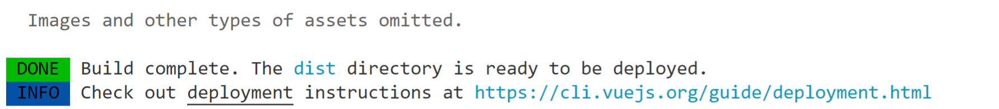 Images and other types of assets omitted.
DONE Build complete. The dist directory is ready to be deployed.
INFO Check out deployment instructions at https://cli.vuejs.org/guide/deployment.html